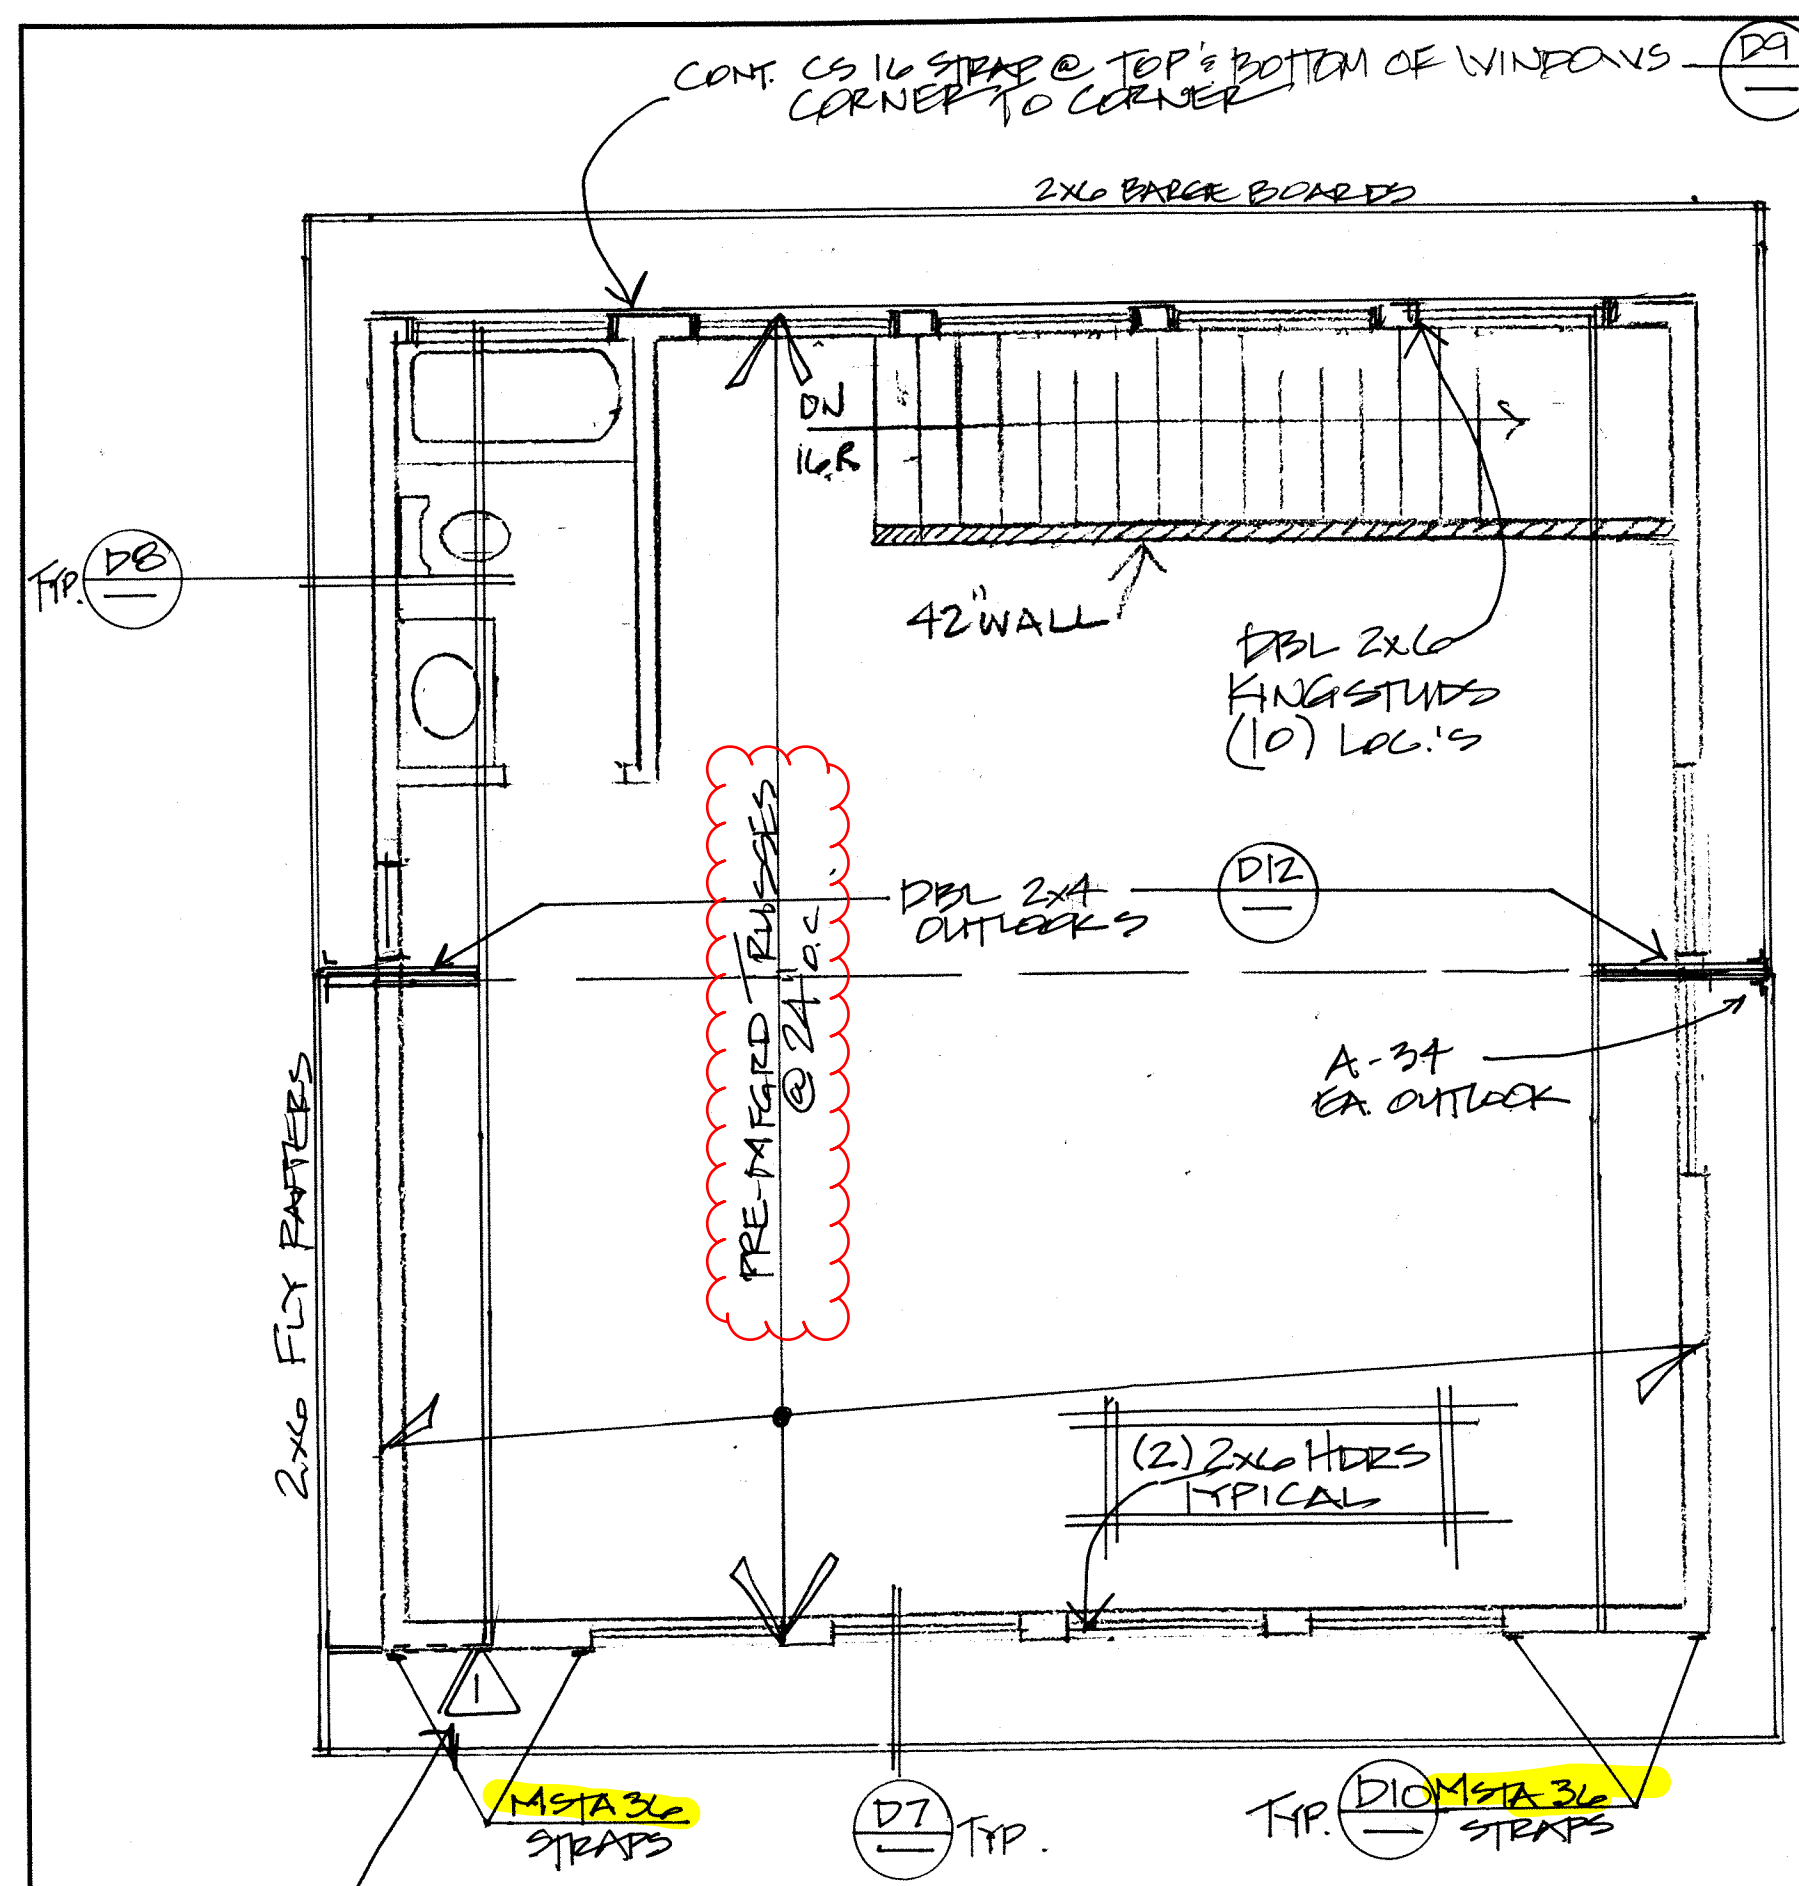 CONT. CS 16 STRAP @ TOP & BOTTOM OF WINDOWS
CORNER TO CORNER
D9
2x6 BARGE BOARDS
DN
16 R
TYP.
D8
42" WALL
DBL 2x6
KING STUDS
(10) LOC.'S
PRE-MFGRD TRUSSES
@ 24" O.C.
DBL 2x4
OUTLOOKS
D12
A-34
EA. OUTLOOK
2x6 FLY RAFTERS
(2) 2x6 HDRS
TYPICAL
1
MSTA 36
STRAPS
D7
TYP.
TYP.
D10
MSTA 36
STRAPS